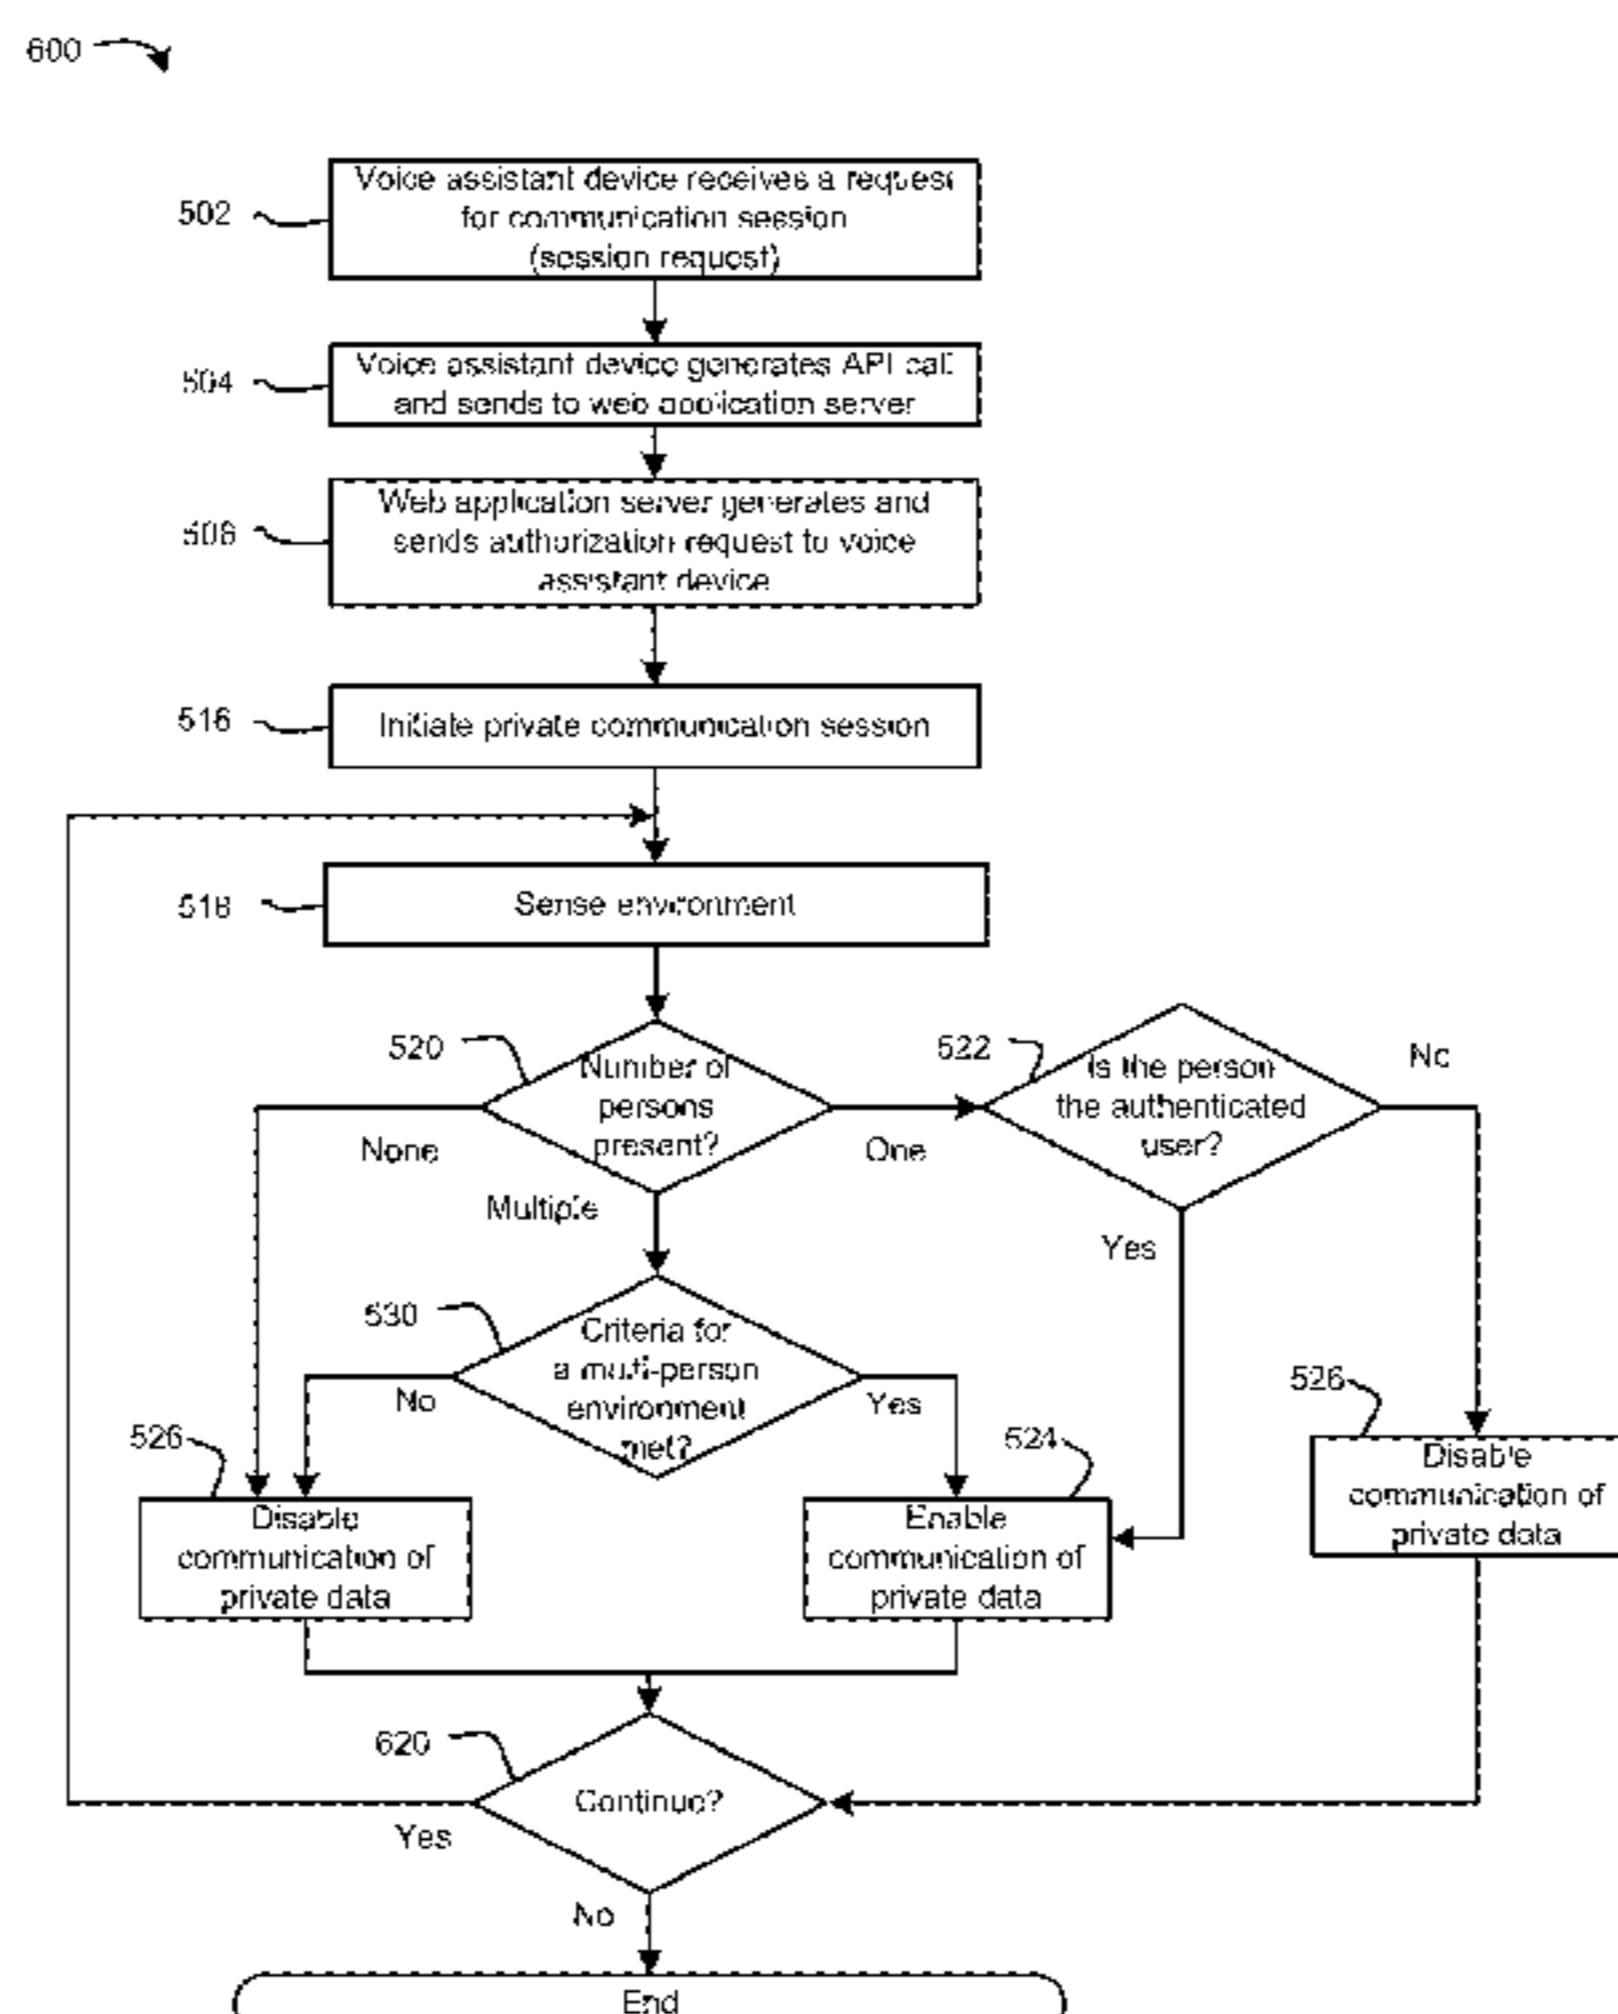 600
502
Voice assistant device receives a request
for communication session
(session request)
504
Voice assistant device generates API call
and sends to web application server
506
Web application server generates and
sends authorization request to voice
assistant device
516
Initiate private communication session
518
Sense environment
520
Number of
persons
present?
None
One
Multiple
522
Is the person
the authenticated
user?
No
Yes
530
Criteria for
a multi-person
environment
met?
No
Yes
526
Disable
communication of
private data
524
Enable
communication of
private data
526
Disable
communication of
private data
620
Continue?
Yes
No
End